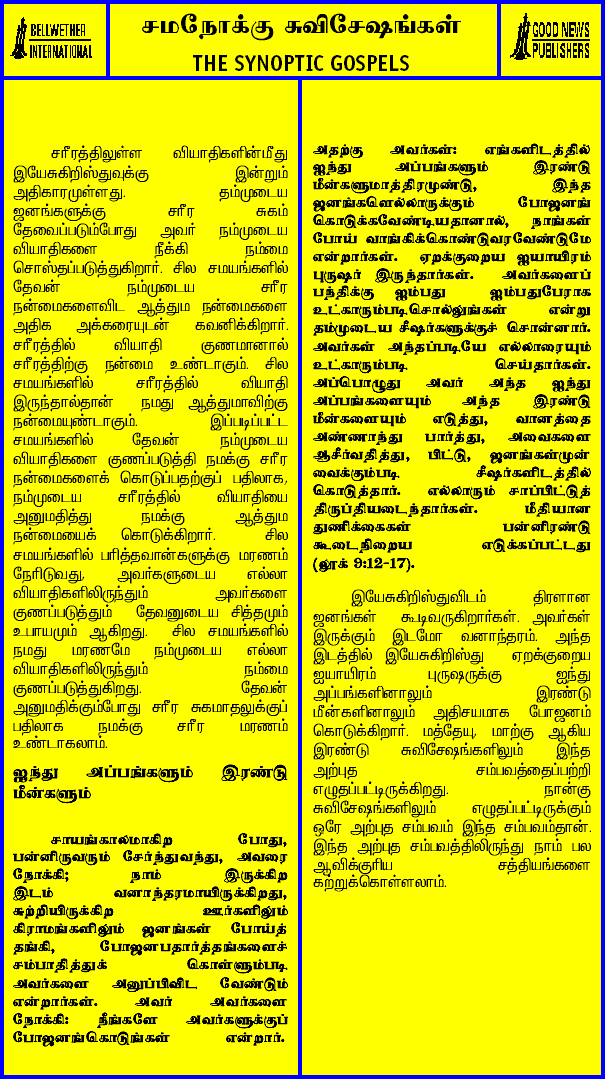 BELLWETHER
INTERNATIONAL
சமநோக்கு சுவிசேஷங்கள்
THE SYNOPTIC GOSPELS
GOOD NEWS
PUBLISHERS
சரீரத்திலுள்ள வியாதிகளின்மீது
இயேசுகிறிஸ்துவுக்கு இன்றும்
அதிகாரமுள்ளது. தம்முடைய
ஜனங்களுக்கு சரீர சுகம்
தேவைப்படும்போது அவர் நம்முடைய
வியாதிகளை நீக்கி நம்மை
சொஸ்தப்படுத்துகிறார். சில சமயங்களில்
தேவன் நம்முடைய சரீர
நன்மைகளைவிட ஆத்தும நன்மைகளை
அதிக அக்கரையுடன் கவனிக்கிறார்.
சரீரத்தில் வியாதி குணமானால்
சரீரத்திற்கு நன்மை உண்டாகும். சில
சமயங்களில் சரீரத்தில் வியாதி
இருந்தால்தான் நமது ஆத்துமாவிற்கு
நன்மையுண்டாகும். இப்படிப்பட்ட
சமயங்களில் தேவன் நம்முடைய
வியாதிகளை குணப்படுத்தி நமக்கு சரீர
நன்மைகளைக் கொடுப்பதற்குப் பதிலாக,
நம்முடைய சரீரத்தில் வியாதியை
அனுமதித்து நமக்கு ஆத்தும
நன்மையைக் கொடுக்கிறார். சில
சமயங்களில் பரித்தவான்களுக்கு மரணம்
நேரிடுவது, அவர்களுடைய எல்லா
வியாதிகளிலிருந்தும் அவர்களை
குணப்படுத்தும் தேவனுடைய சித்தமும்
உபாயமும் ஆகிறது. சில சமயங்களில்
நமது மரணமே நம்முடைய எல்லா
வியாதிகளிலிருந்தும் நம்மை
குணப்படுத்துகிறது. தேவன்
அனுமதிக்கும்போது சரீர சுகமாதலுக்குப்
பதிலாக நமக்கு சரீர மரணம்
உண்டாகலாம்.
ஐந்து அப்பங்களும் இரண்டு
மீன்களும்
சாயங்காலமாகிற போது,
பன்னிருவரும் சேர்ந்துவந்து, அவரை
நோக்கி; நாம் இருக்கிற
இடம் வனாந்தரமாயிருக்கிறது,
சுற்றியிருக்கிற ஊர்களிலும்
கிராமங்களிலும் ஜனங்கள் போய்த்
தங்கி, போஜனபதார்த்தங்களைச்
சம்பாதித்துக் கொள்ளும்படி
அவர்களை அனுப்பிவிட வேண்டும்
என்றார்கள். அவர் அவர்களை
நோக்கி: நீங்களே அவர்களுக்குப்
போஜனங்கொடுங்கள் என்றார்.
அதற்கு அவர்கள்: எங்களிடத்தில்
ஐந்து அப்பங்களும் இரண்டு
மீன்களுமாத்திரமுண்டு, இந்த
ஜனங்களெல்லாருக்கும் போஜனங்
கொடுக்கவேண்டியதானால், நாங்கள்
போய் வாங்கிக்கொண்டுவரவேண்டுமே
என்றார்கள். ஏறக்குறைய ஐயாயிரம்
புருஷர் இருந்தார்கள். அவர்களைப்
பந்திக்கு ஐம்பது ஐம்பதுபேராக
உட்காரும்படிசொல்லுங்கள் என்று
தம்முடைய சீஷர்களுக்குச் சொன்னார்.
அவர்கள் அந்தப்படியே எல்லாரையும்
உட்காரும்படி செய்தார்கள்.
அப்பொழுது அவர் அந்த ஐந்து
அப்பங்களையும் அந்த இரண்டு
மீன்களையும் எடுத்து, வானத்தை
அண்ணாந்து பார்த்து, அவைகளை
ஆசீர்வதித்து, பிட்டு, ஜனங்கள்முன்
வைக்கும்படி சீஷர்களிடத்தில்
கொடுத்தார். எல்லாரும் சாப்பிட்டுத்
திருப்தியடைந்தார்கள். மீதியான
துணிக்கைகள் பன்னிரண்டு
கூடைநிறைய எடுக்கப்பட்டது
(லூக் 9:12-17).
இயேசுகிறிஸ்துவிடம் திரளான
ஜனங்கள் கூடிவருகிறார்கள். அவர்கள்
இருக்கும் இடமோ வனாந்தரம். அந்த
இடத்தில் இயேசுகிறிஸ்து ஏறக்குறைய
ஐயாயிரம் புருஷருக்கு ஐந்து
அப்பங்களினாலும் இரண்டு
மீன்களினாலும் அதிசயமாக போஜனம்
கொடுக்கிறார். மத்தேயு, மாற்கு ஆகிய
இரண்டு சுவிசேஷங்களிலும் இந்த
அற்புத சம்பவத்தைப்பற்றி
எழுதப்பட்டிருக்கிறது. நான்கு
சுவிசேஷங்களிலும் எழுதப்பட்டிருக்கும்
ஒரே அற்புத சம்பவம் இந்த சம்பவம்தான்.
இந்த அற்புத சம்பவத்திலிருந்து நாம் பல
ஆவிக்குரிய சத்தியங்களை
கற்றுக்கொள்ளலாம்.